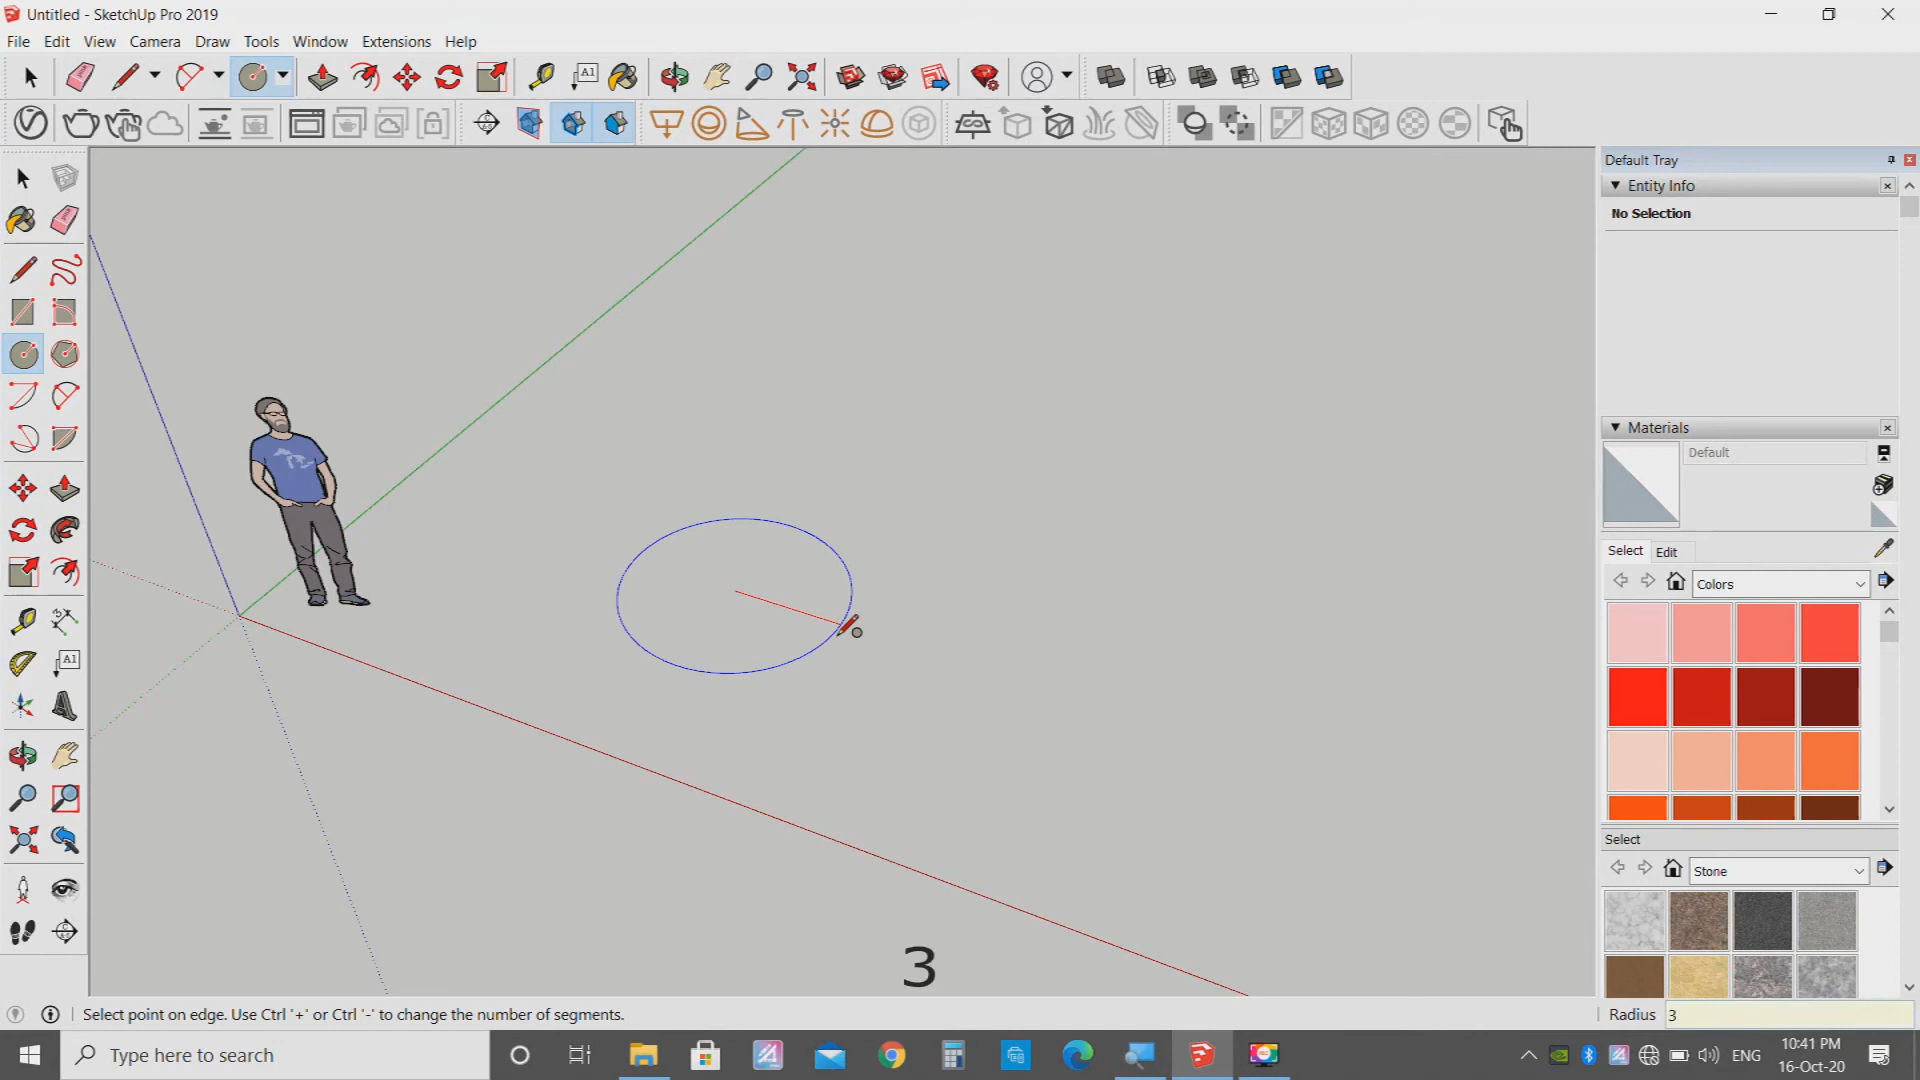 Untitled - SketchUp Pro 2019
File Edit View Camera Draw Tools Window Extensions Help
A1
Default Tray
Entity Info
No Selection
Materials
Default
Select Edit
Colors
A1
Select
Stone
3
Select point on edge. Use Ctrl '+' or Ctrl '-' to change the number of segments.
Radius 3
Type here to search
ENG
10:41 PM
16-Oct-20